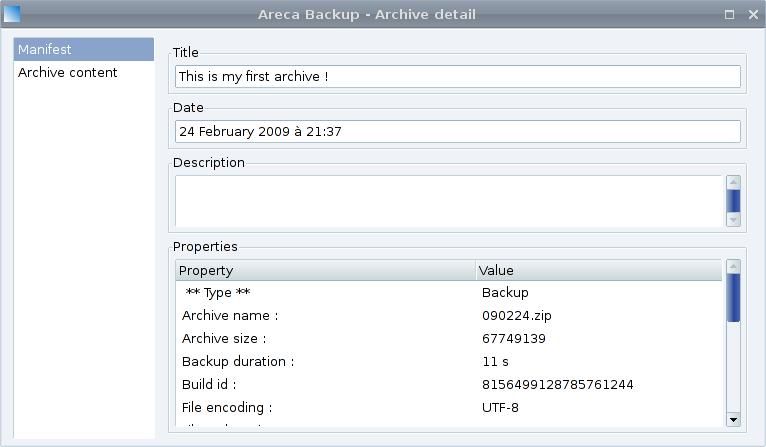 Areca Backup - Archive detail
Manifest
Archive content
Title
This is my first archive !
Date
24 February 2009 à 21:37
Description
Properties
Property Value
** Type ** Backup
Archive name : 090224.zip
Archive size : 67749139
Backup duration : 11 s
Build id : 8156499128785761244
File encoding : UTF-8